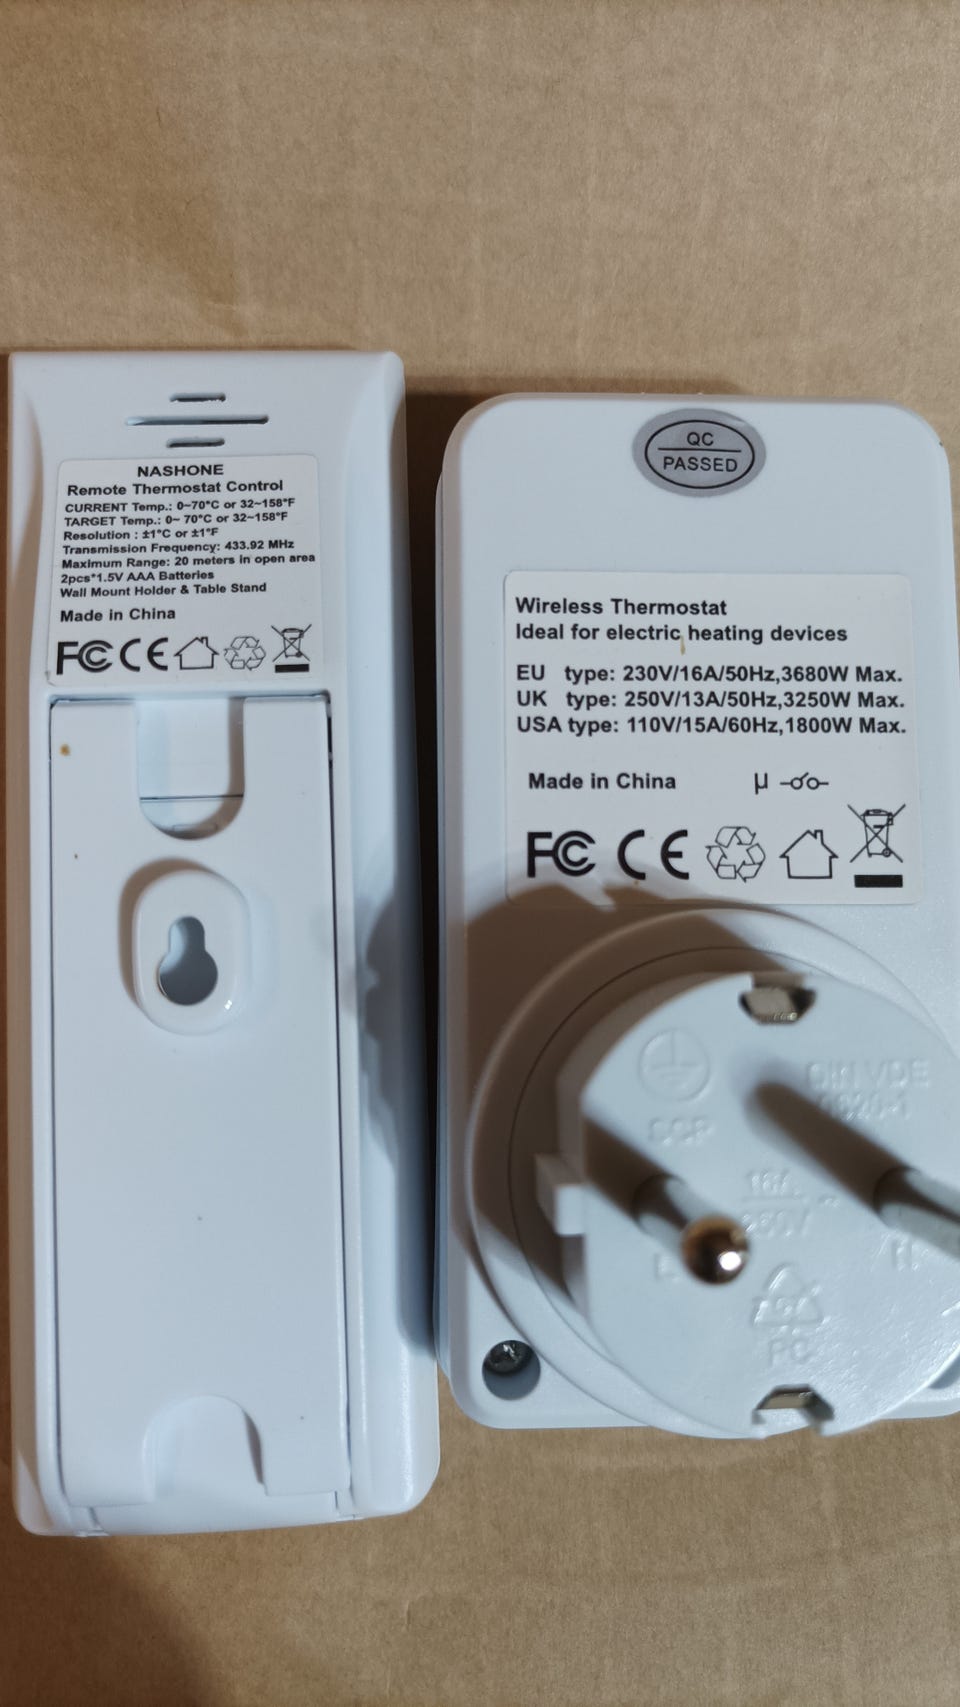 NASHONE
Remote Thermostat Control
CURRENT Temp.: 0~70°C or 32~158°F
TARGET Temp.: 0~ 70°C or 32~158°F
Resolution : ±1°C or ±1°F
Transmission Frequency: 433.92 MHz
Maximum Range: 20 meters in open area
2pcs*1.5V AAA Batteries
Wall Mount Holder & Table Stand
Made in China
FC CE
QC
PASSED
Wireless Thermostat
Ideal for electric heating devices
EU type: 230V/16A/50Hz,3680W Max.
UK type: 250V/13A/50Hz,3250W Max.
USA type: 110V/15A/60Hz,1800W Max.
Made in China μ
FC CE
DIN VDE
16A
250V
L
PC